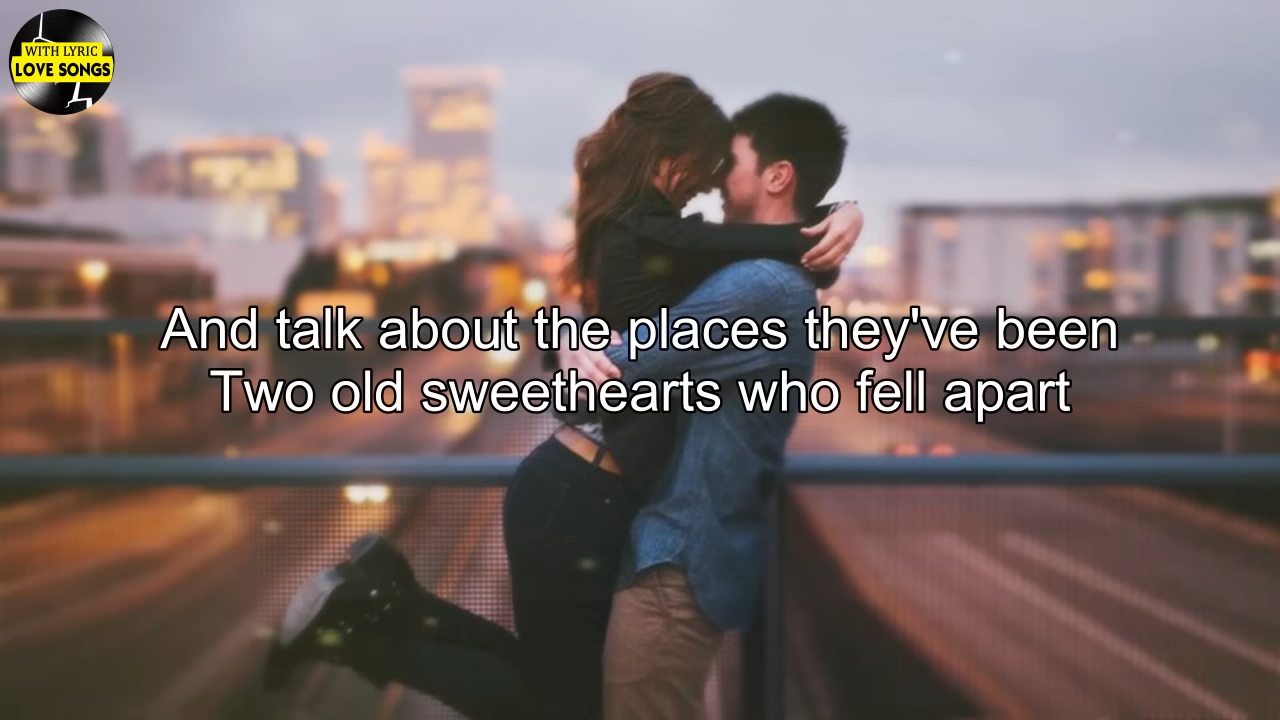 WITH LYRIC
LOVE SONGS
And talk about the places they've been
Two old sweethearts who fell apart